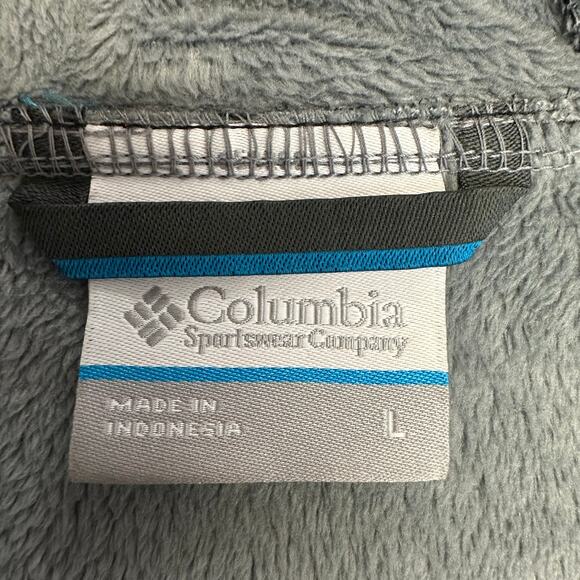 Columbia
Sportswear Company
MADE IN
INDONESIA
L